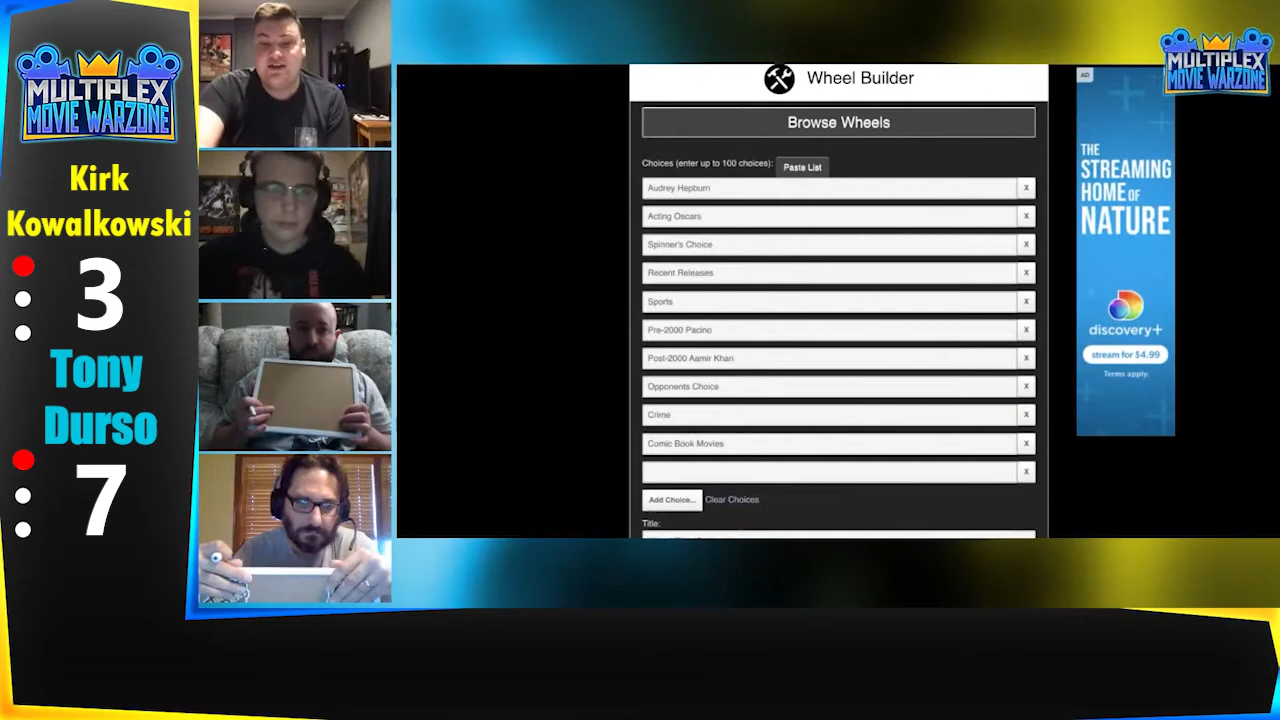 MULTIPLEX
MOVIE WARZONE
Kirk
Kowalkowski
3
Tony
Durso
7
Wheel Builder
Browse Wheels
Choices (enter up to 100 choices):
Paste List
Audrey Hepburn
X
Acting Oscars
X
Spinner's Choice
X
Recent Releases
X
Sports
X
Pre-2000 Pacino
X
Post-2000 Aamir Khan
X
Opponents Choice
X
Crime
X
Comic Book Movies
X
X
Add Choice...
Clear Choices
Title:
AD
THE
STREAMING
HOME OF
NATURE
discovery+
stream for $4.99
Terms apply.
MULTIPLEX
MOVIE WARZONE